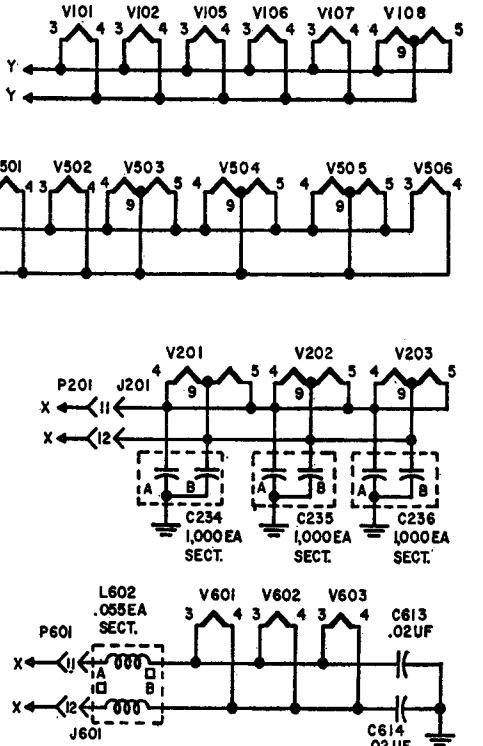 V101 V102 V105 V106 V107 V108
3 4 3 4 3 4 3 4 3 4 4 5
9
Y
Y
501 V502 V503 V504 V505 V506
4 3 4 4 5 4 5 4 5 3 4
9 9 9
V201 V202 V203
4 5 4 5 4 5
P201 J201 9 9 9
X 11
X 12
A B A B A B
C234 C235 C236
1,000EA 1,000EA 1,000EA
SECT. SECT. SECT.
L602 V601 V602 V603
.055EA 3 4 3 4 3 4 C613
SECT. .02UF
P601
X 11 A
B
X 12
J601 C614